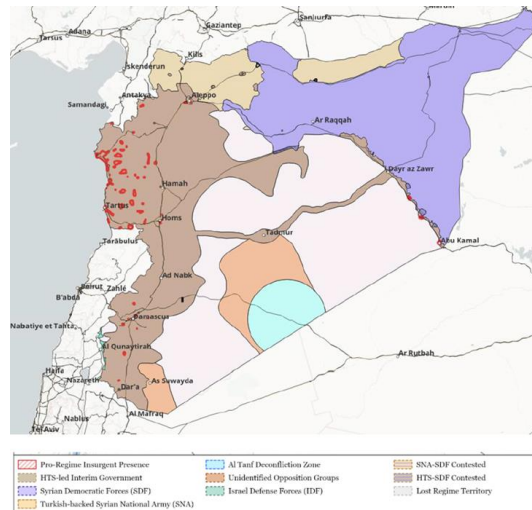 Mardin
Adana
Tarsus
Gaziantep
Sanliurfa
Kilis
Iskenderun
Antakya
Samandagi
Aleppo
Ar Raqqah
Dayr az Zawr
Hamah
Tartus
Homs
Tadmur
Abu Kamal
Tarabulus
Ad Nabk
Bairut
Zahlé
B'abda
Damascus
Nabatiye et Tahta
Al Qunaytirah
Ar Rutbah
Haifa
Nazareth
As Suwayda
Dar'a
Al Mafraq
Nablus
Tel Aviv
Pro-Regime Insurgent Presence
Al Tanf Deconfliction Zone
SNA-SDF Contested
HTS-led Interim Government
Unidentified Opposition Groups
HTS-SDF Contested
Syrian Democratic Forces (SDF)
Israel Defense Forces (IDF)
Lost Regime Territory
Turkish-backed Syrian National Army (SNA)